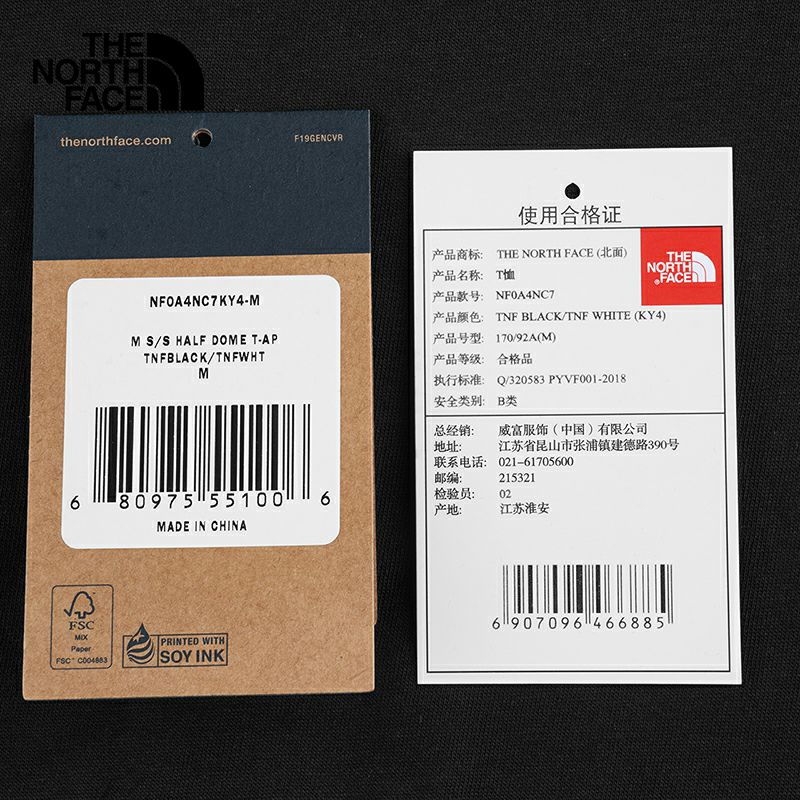 THE
NORTH
FACE
thenorthface.com
F19GENCVR
NF0A4NC7KY4-M
M S/S HALF DOME T-AP
TNFBLACK/TNFWHT
M
6 80975 55100 6
MADE IN CHINA
FSC
MIX
Paper
FSC™ C004883
PRINTED WITH
SOY INK
使用合格证
产品商标: THE NORTH FACE (北面)
产品名称: T恤
产品款号: NF0A4NC7
产品颜色: TNF BLACK/TNF WHITE (KY4)
产品号型: 170/92A(M)
产品等级: 合格品
执行标准: Q/320583 PYVF001-2018
安全类别: B类
THE
NORTH
FACE
总经销: 威富服饰（中国）有限公司
地址: 江苏省昆山市张浦镇建德路390号
联系电话: 021-61705600
邮编: 215321
检验员: 02
产地: 江苏淮安
6 907096 466885